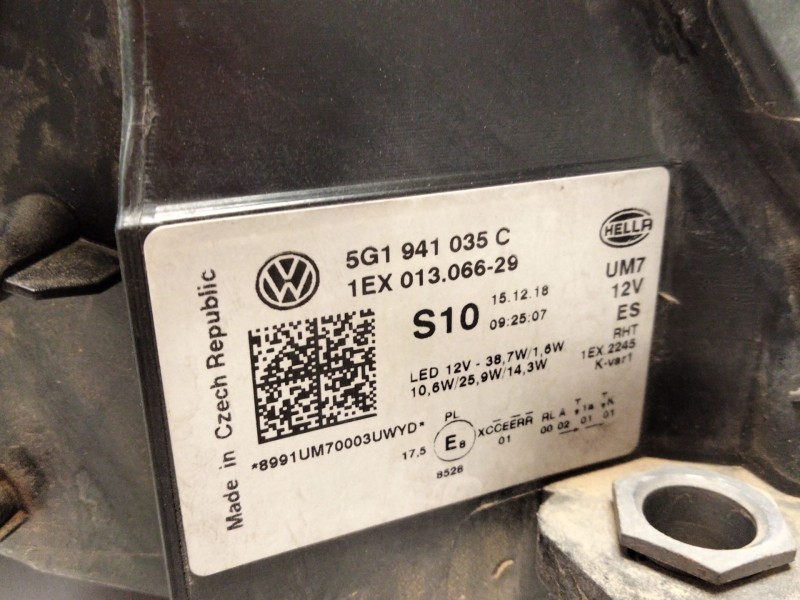 Made in Czech Republic
VW
5G1 941 035 C
1EX 013.066-29
S10
15.12.18
09:25:07
HELLA
UM7
12V
ES
RHT
1EX.2245
K-var1
LED 12V - 38,7W/1,6W
10,6W/25,9W/14,3W
*8991UM70003UWYD*
PL
17,5 E8 XCCEERR RL A T 1a T K
01 00 02 01 01
8528